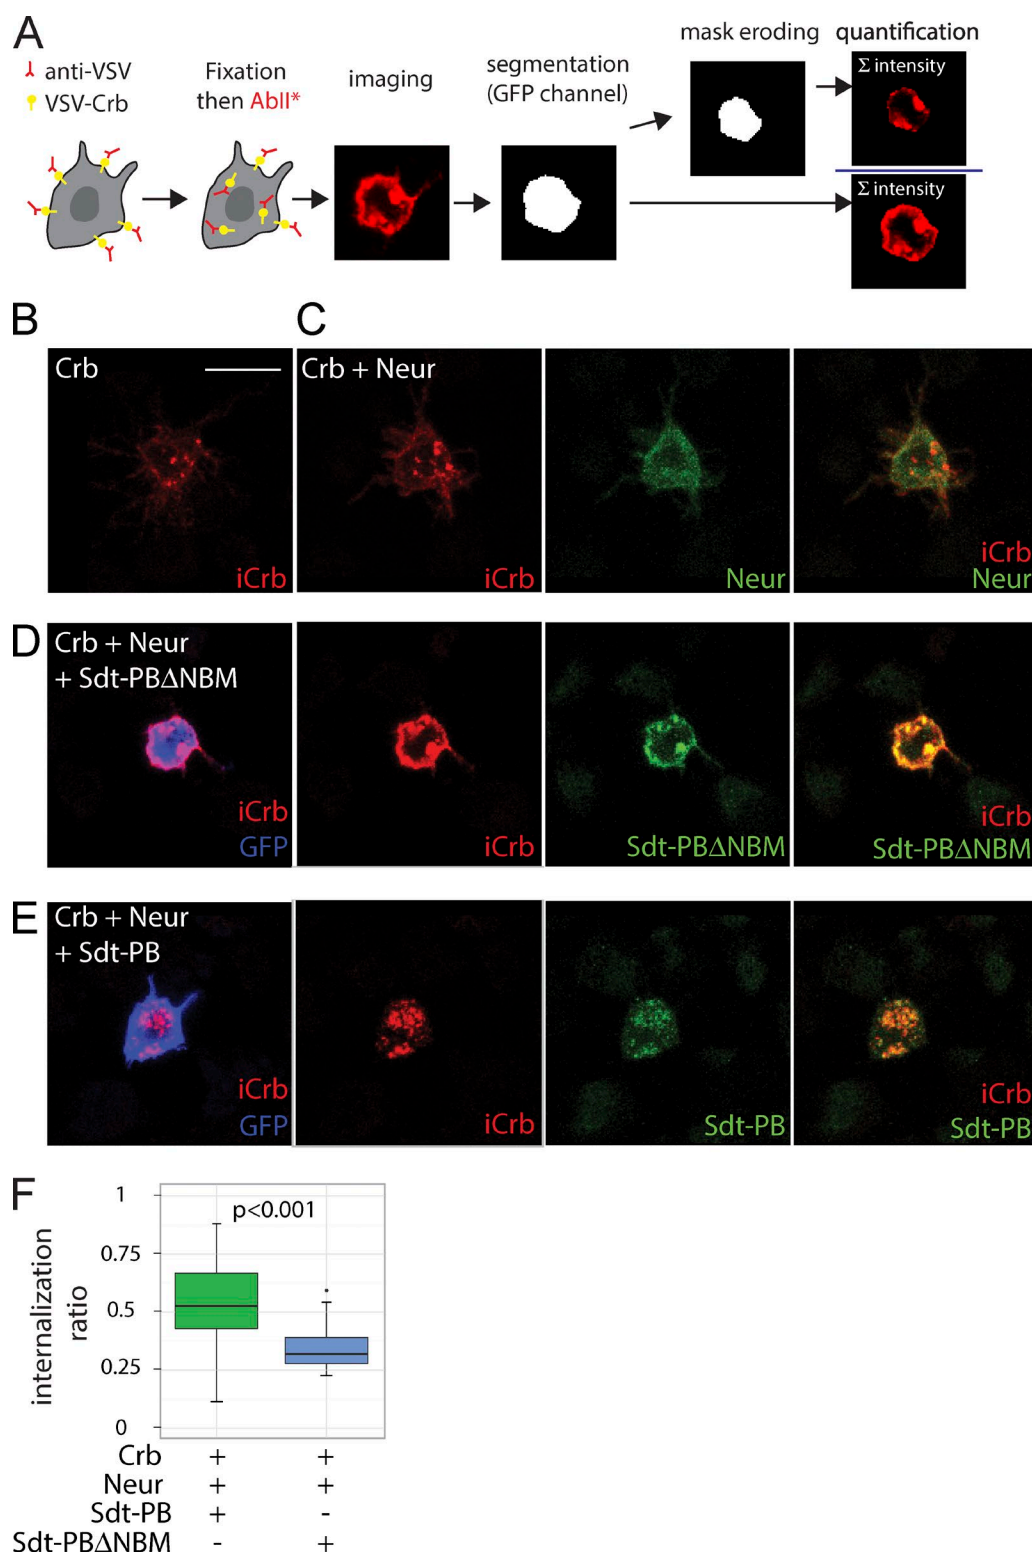 A
anti-VSV
VSV-Crb
Fixation
then AbII*
imaging
segmentation
(GFP channel)
mask eroding
quantification
Σ intensity
Σ intensity
B
C
Crb
iCrb
Crb + Neur
iCrb
Neur
iCrb
Neur
D
Crb + Neur
+ Sdt-PBΔNBM
iCrb
GFP
iCrb
Sdt-PBΔNBM
iCrb
Sdt-PBΔNBM
E
Crb + Neur
+ Sdt-PB
iCrb
GFP
iCrb
Sdt-PB
iCrb
Sdt-PB
F
internalization
ratio
1
0.75
0.5
0.25
0
p<0.001
Crb + +
Neur + +
Sdt-PB + -
Sdt-PBΔNBM - +